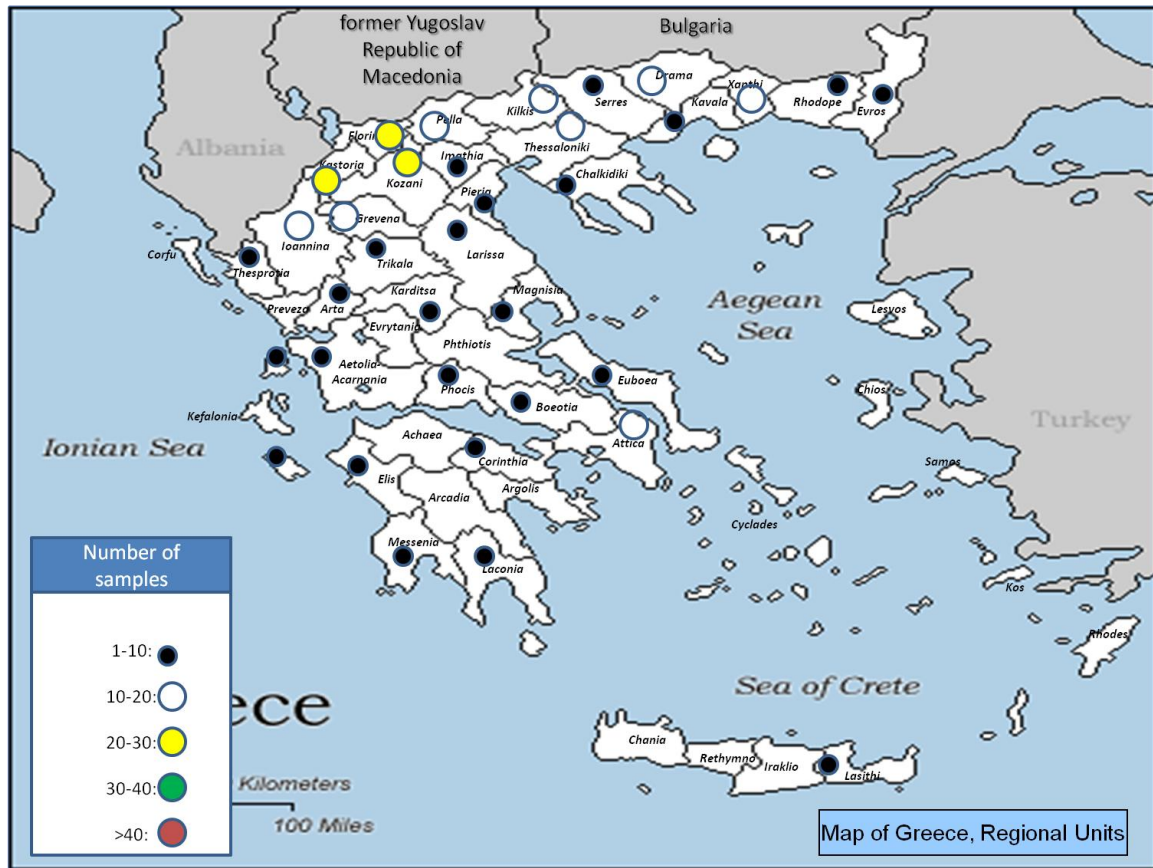 former Yugoslav
Republic of
Macedonia
Bulgaria
Albania
Drama
Xanthi
Kilkis
Serres
Kavala
Rhodope
Evros
Pella
Thessaloniki
Imathia
Kastoria
Kozani
Chalkidiki
Pieria
Grevena
Ioannina
Corfu
Thesprotia
Trikala
Larissa
Karditsa
Magnisia
Preveza
Arta
Evrytania
Phthiotis
Aegean
Sea
Lesvos
Aetolia-
Acarnania
Phocis
Euboea
Boeotia
Chios
Kefalonia
Turkey
Ionian Sea
Achaea
Attica
Corinthia
Elis
Argolis
Arcadia
Samos
Cyclades
Messenia
Laconia
Kos
Rhodes
Number of
samples
1-10:
10-20:
20-30:
30-40:
>40:
ece
Kilometers
100 Miles
Sea of Crete
Chania
Rethymno
Iraklio
Lasithi
Map of Greece, Regional Units